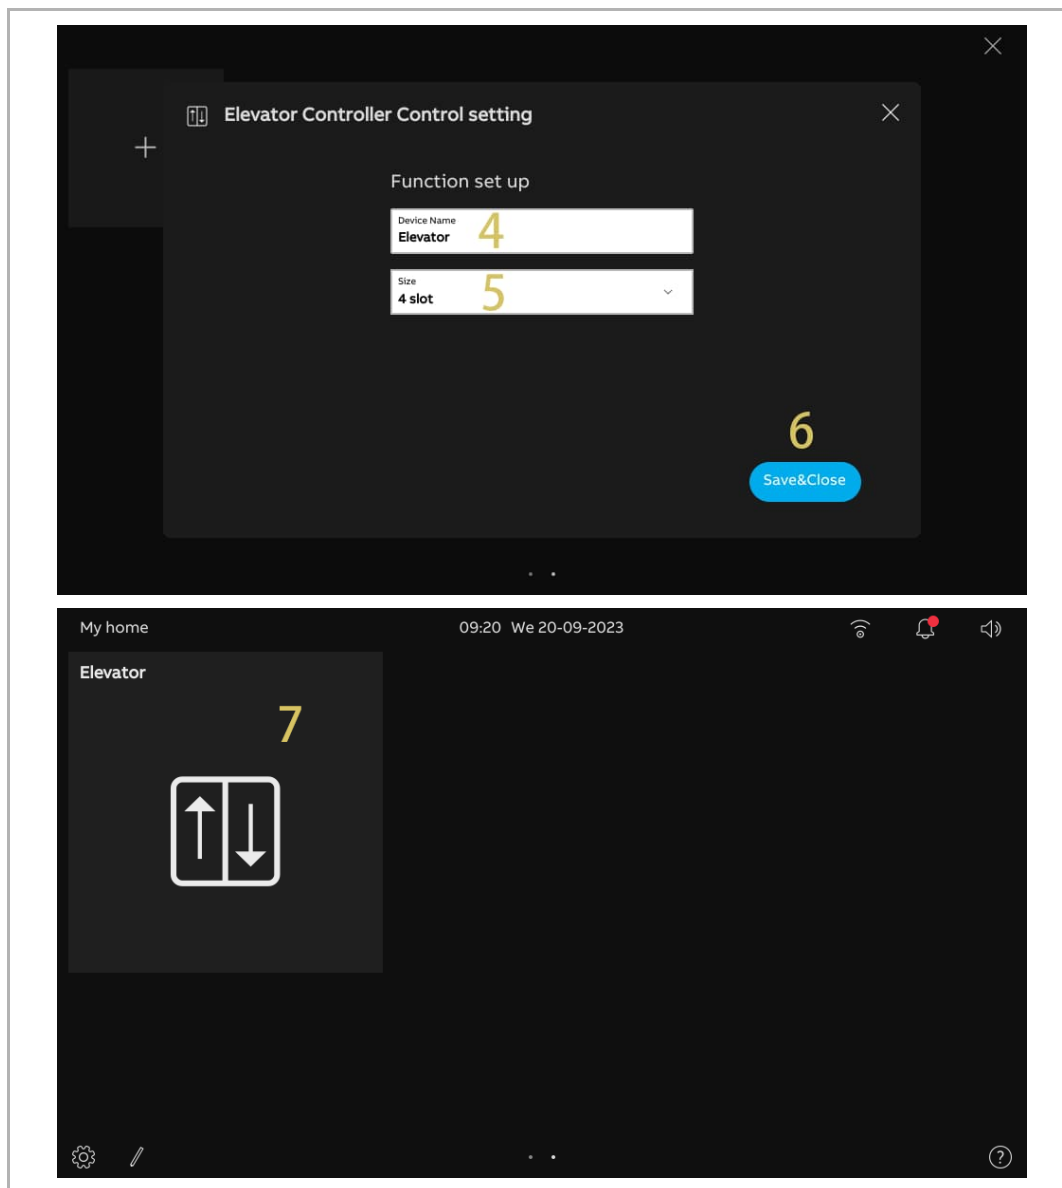 Elevator Controller Control setting
Function set up
Device Name
Elevator
4
Size
4 slot
5
6
Save&Close
My home
09:20 We 20-09-2023
Elevator
7
?